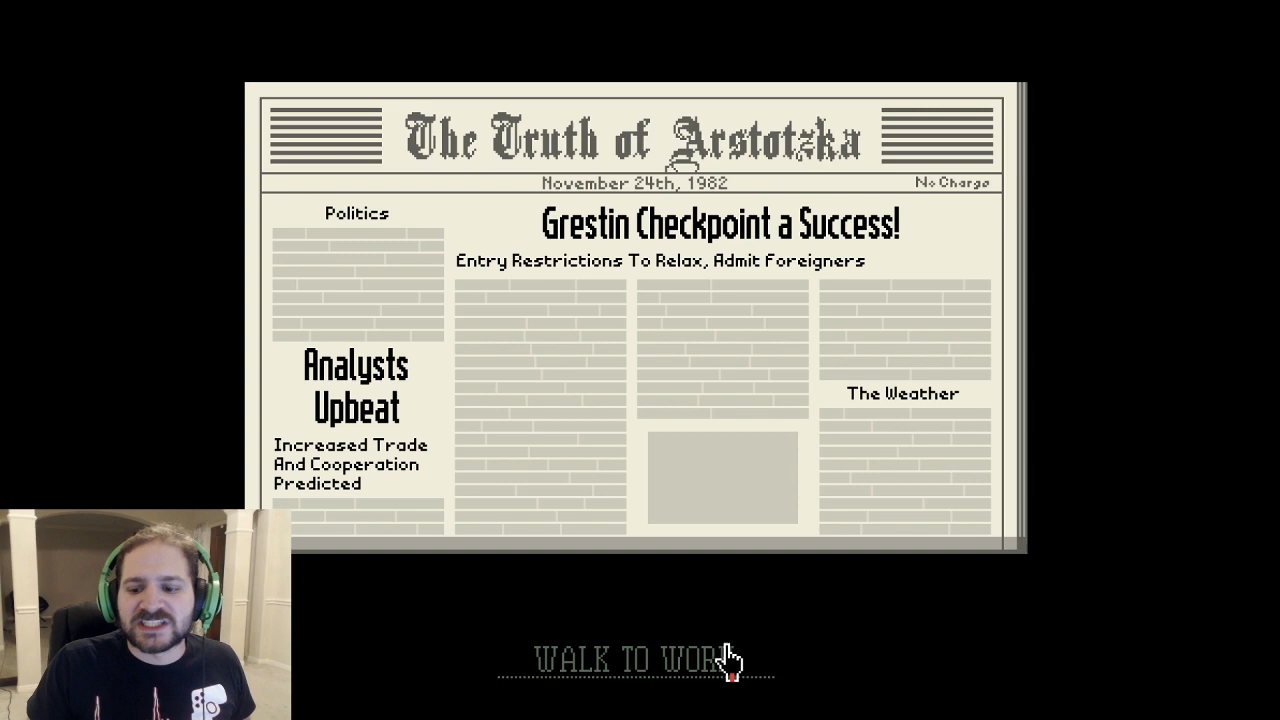 The Truth of Arstotzka
November 24th, 1982
No Charge
Politics
Grestin Checkpoint a Success!
Entry Restrictions To Relax, Admit Foreigners
Analysts
Upbeat
Increased Trade
And Cooperation
Predicted
The Weather
WALK TO WORK